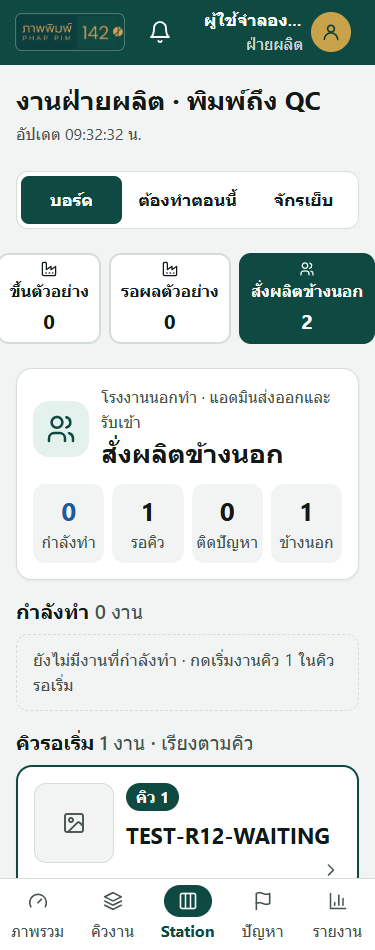 ภาพพิมพ์
PHAP PIM
142
ผู้ใช้จำลอง...
ฝ่ายผลิต
งานฝ่ายผลิต · พิมพ์ถึง QC
อัปเดต 09:32:32 น.
บอร์ด ต้องทำตอนนี้ จักรเย็บ
ขึ้นตัวอย่าง รอผลตัวอย่าง สั่งผลิตข้างนอก
0 0 2
โรงงานนอกทำ · แอดมินส่งออกและ
รับเข้า
สั่งผลิตข้างนอก
0 1 0 1
กำลังทำ รอคิว ติดปัญหา ข้างนอก
กำลังทำ 0 งาน
ยังไม่มีงานที่กำลังทำ · กดเริ่มงานคิว 1 ในคิว
รอเริ่ม
คิวรอเริ่ม 1 งาน · เรียงตามคิว
คิว 1
TEST-R12-WAITING
ภาพรวม คิวงาน Station ปัญหา รายงาน